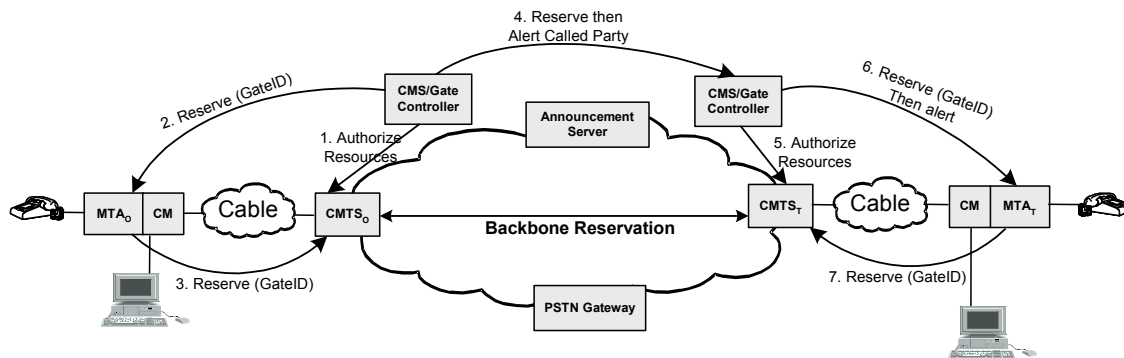 4. Reserve then
Alert Called Party
6. Reserve (GateID)
Then alert
2. Reserve (GateID)
CMS/Gate
Controller
CMS/Gate
Controller
Announcement
Server
1. Authorize
Resources
5. Authorize
Resources
MTAO
CM
Cable
CMTSO
Backbone Reservation
CMTST
Cable
CM
MTAT
3. Reserve (GateID)
7. Reserve (GateID)
PSTN Gateway